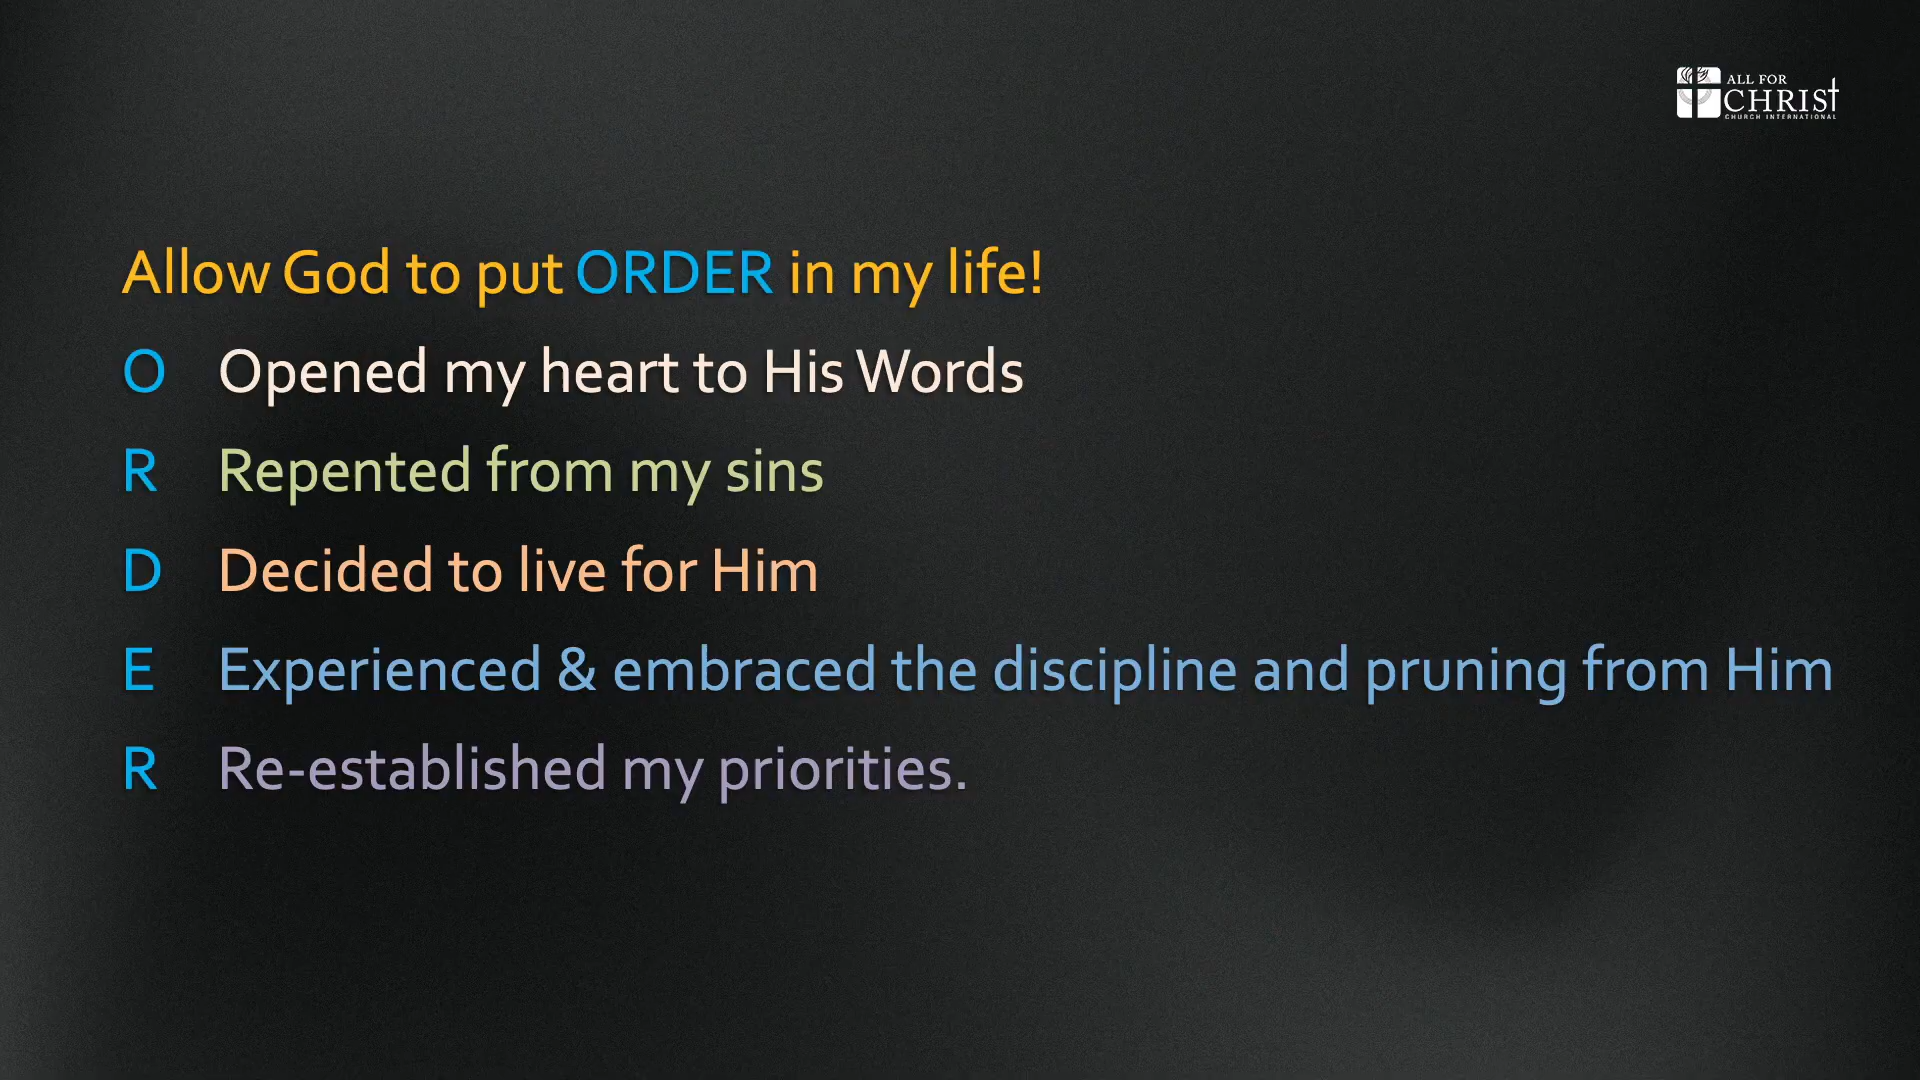 ALL FOR
CHRIST
CHURCH INTERNATIONAL
Allow God to put ORDER in my life!
O Opened my heart to His Words
R Repented from my sins
D Decided to live for Him
E Experienced & embraced the discipline and pruning from Him
R Re-established my priorities.